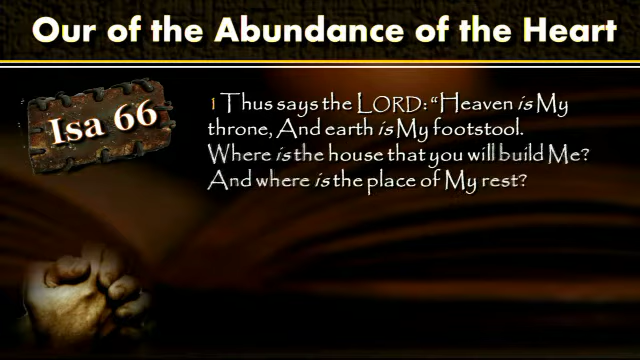 Our of the Abundance of the Heart
Isa 66
1 Thus says the LORD: “Heaven is My
throne, And earth is My footstool.
Where is the house that you will build Me?
And where is the place of My rest?